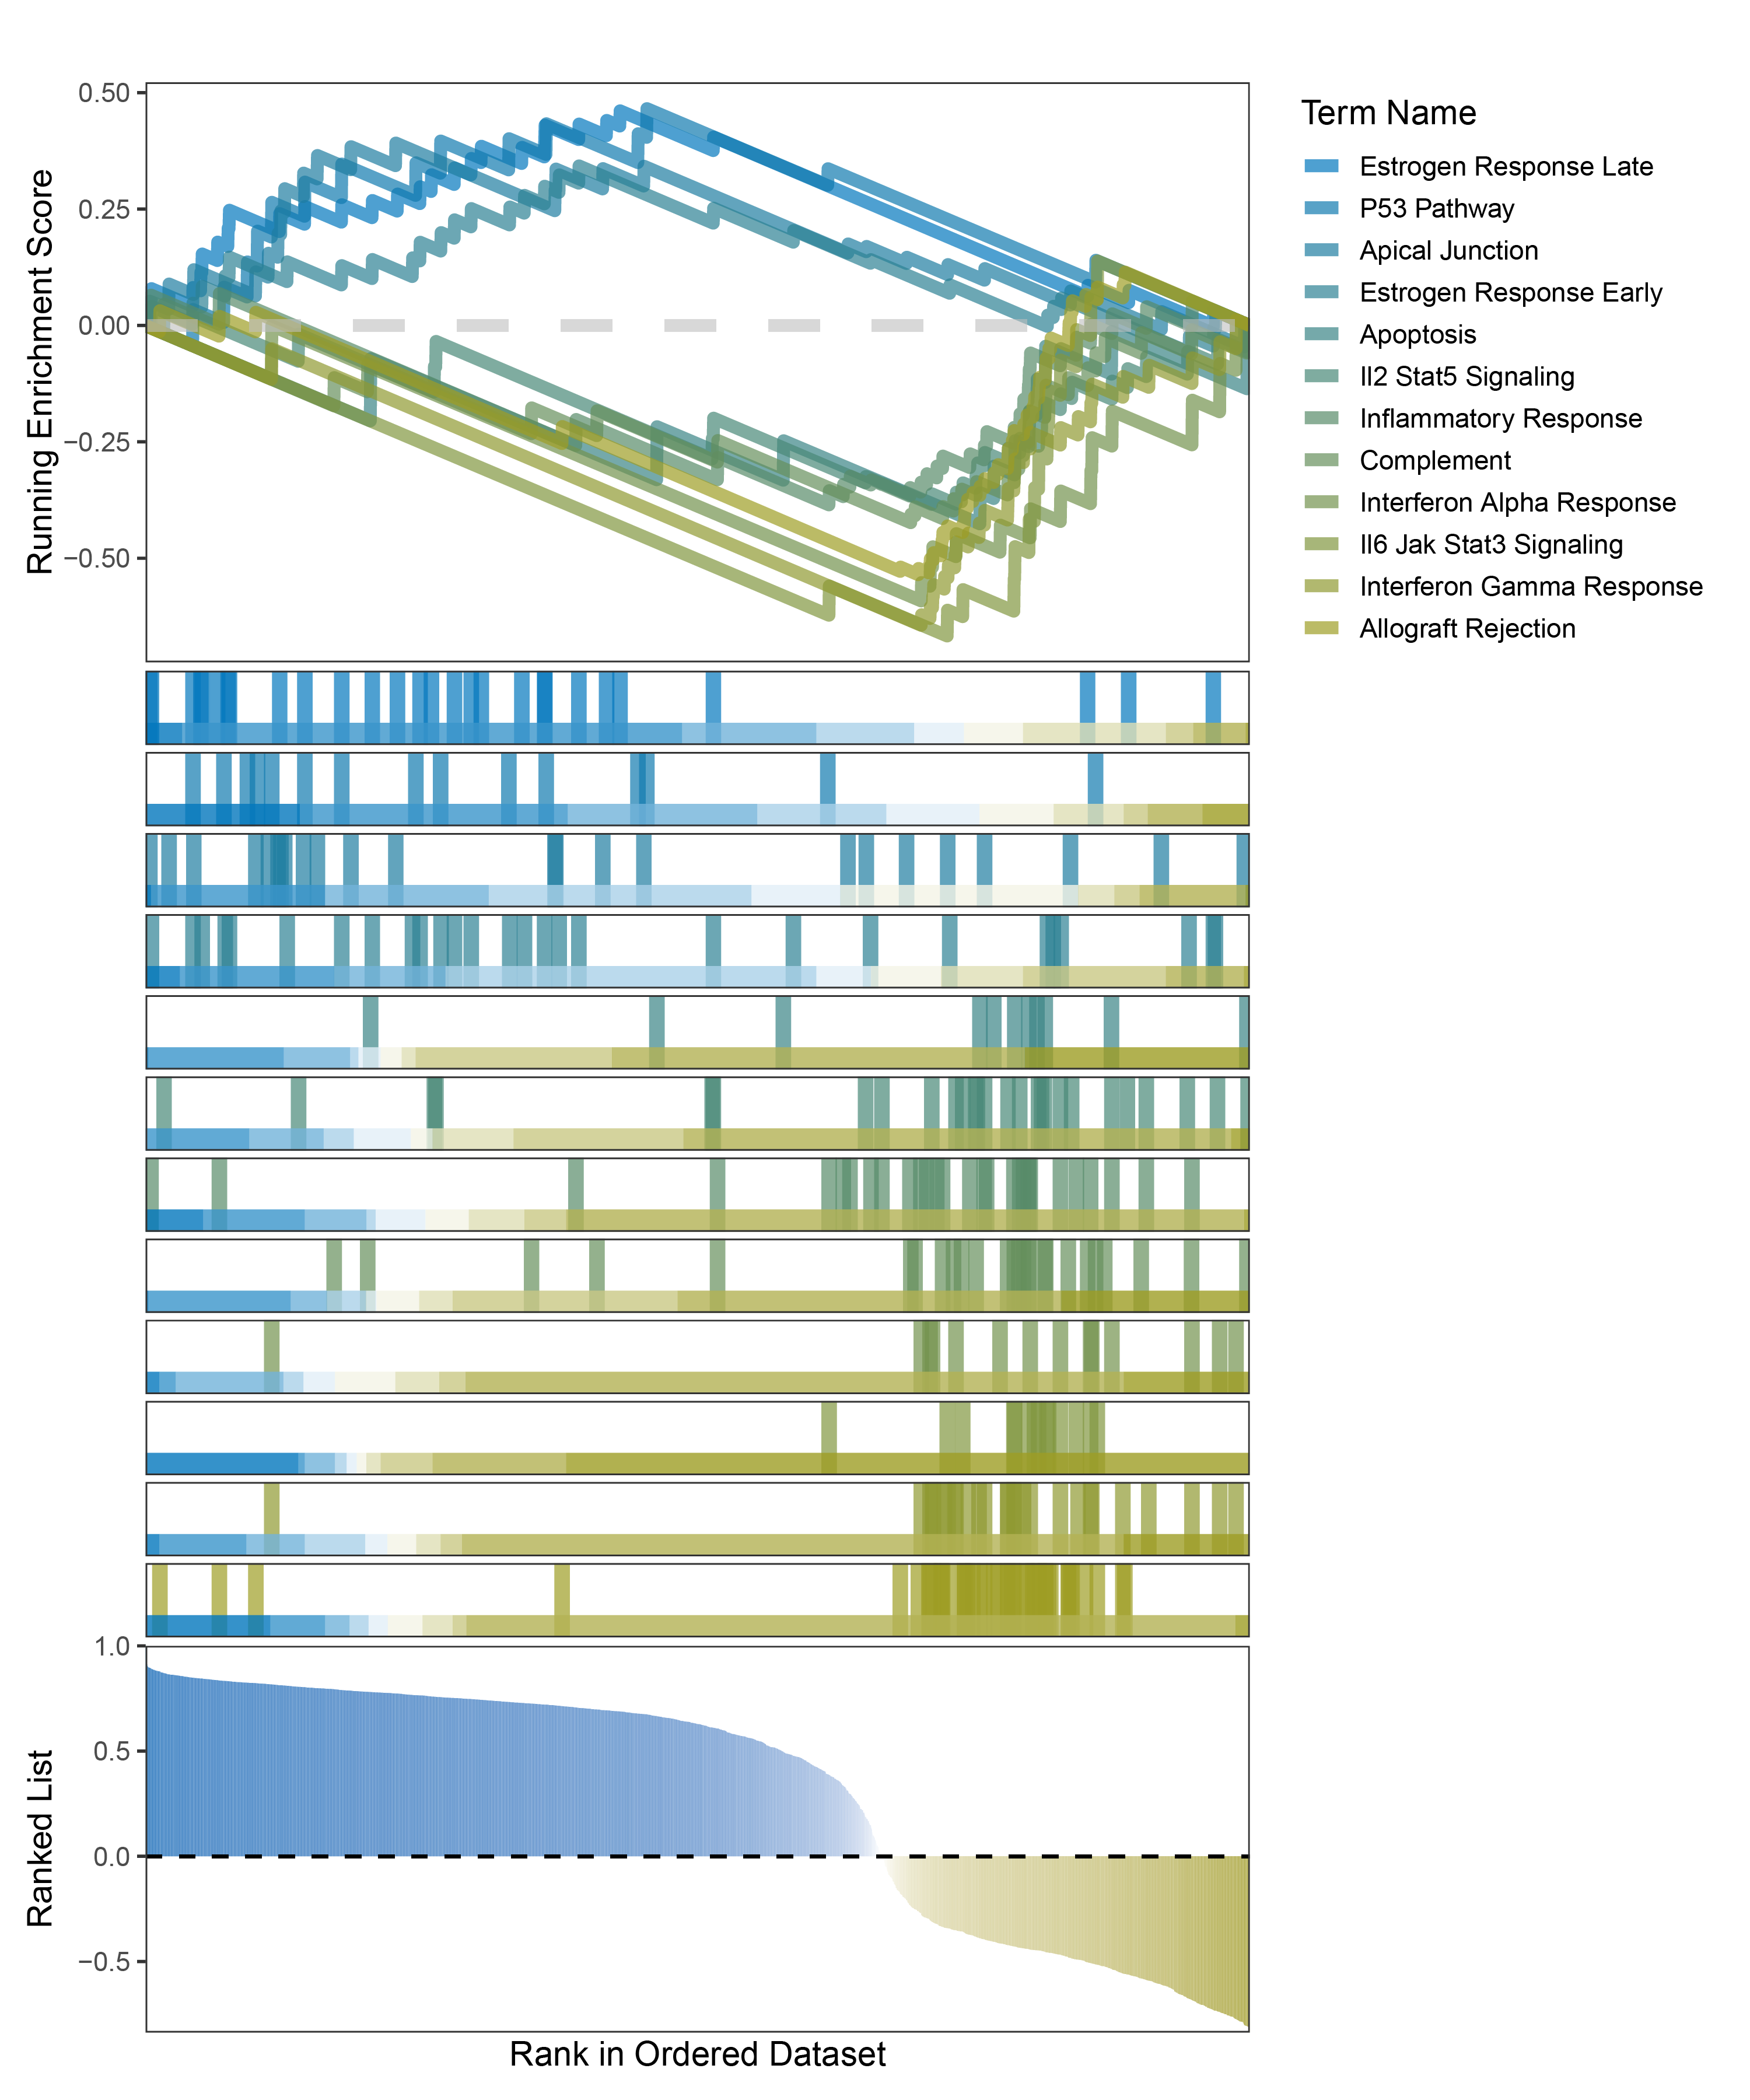 Running Enrichment Score
0.50
0.25
0.00
−0.25
−0.50
Term Name
Estrogen Response Late
P53 Pathway
Apical Junction
Estrogen Response Early
Apoptosis
Il2 Stat5 Signaling
Inflammatory Response
Complement
Interferon Alpha Response
Il6 Jak Stat3 Signaling
Interferon Gamma Response
Allograft Rejection
Ranked List
1.0
0.5
0.0
−0.5
Rank in Ordered Dataset